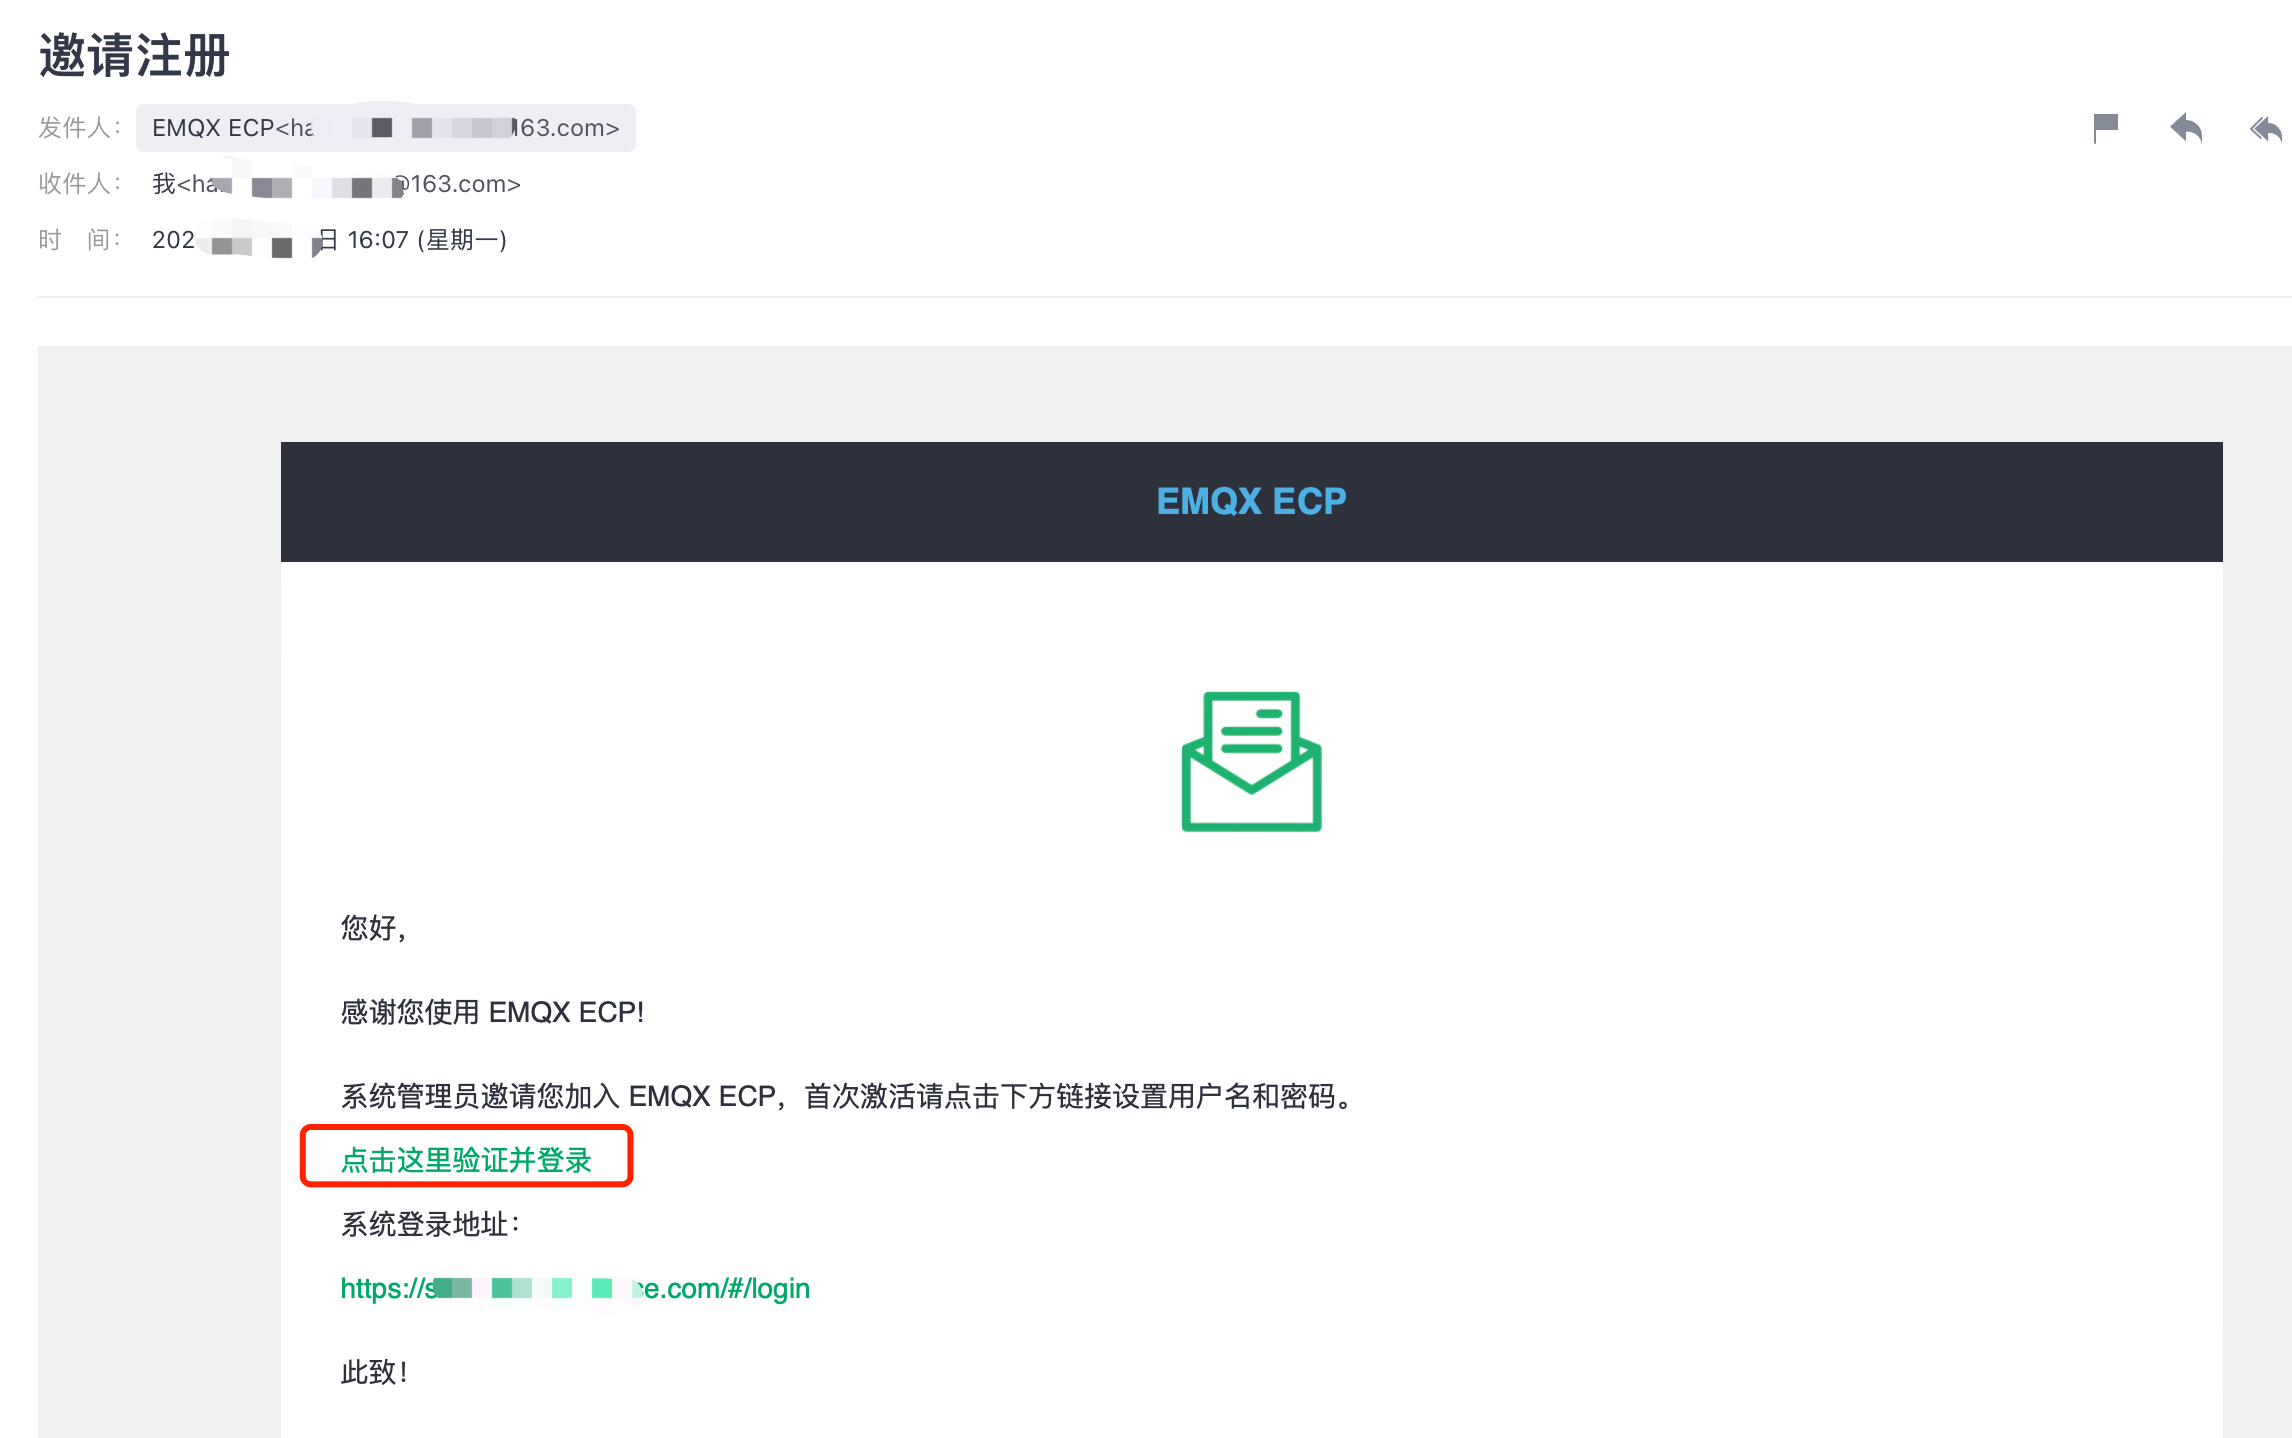 邀请注册
发件人： EMQX ECP<ha 163.com>
收件人： 我<ha @163.com>
时 间： 202 日 16:07 (星期一)
EMQX ECP
您好，
感谢您使用 EMQX ECP!
系统管理员邀请您加入 EMQX ECP，首次激活请点击下方链接设置用户名和密码。
点击这里验证并登录
系统登录地址：
https://s ce.com/#/login
此致！